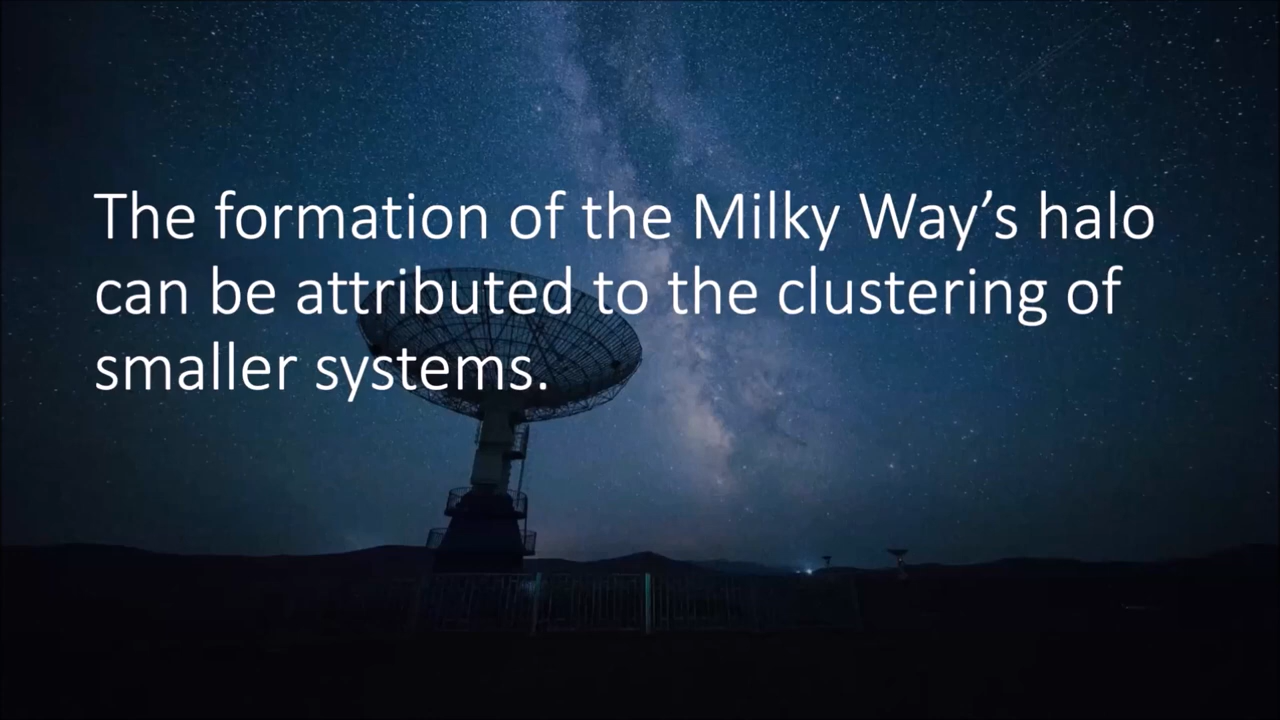 The formation of the Milky Way’s halo
can be attributed to the clustering of
smaller systems.